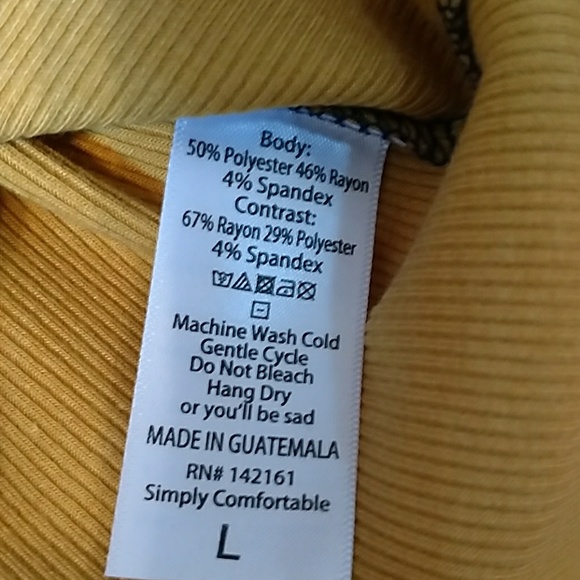 Body:
50% Polyester 46% Rayon
4% Spandex
Contrast:
67% Rayon 29% Polyester
4% Spandex
Machine Wash Cold
Gentle Cycle
Do Not Bleach
Hang Dry
or you'll be sad
MADE IN GUATEMALA
RN# 142161
Simply Comfortable
L